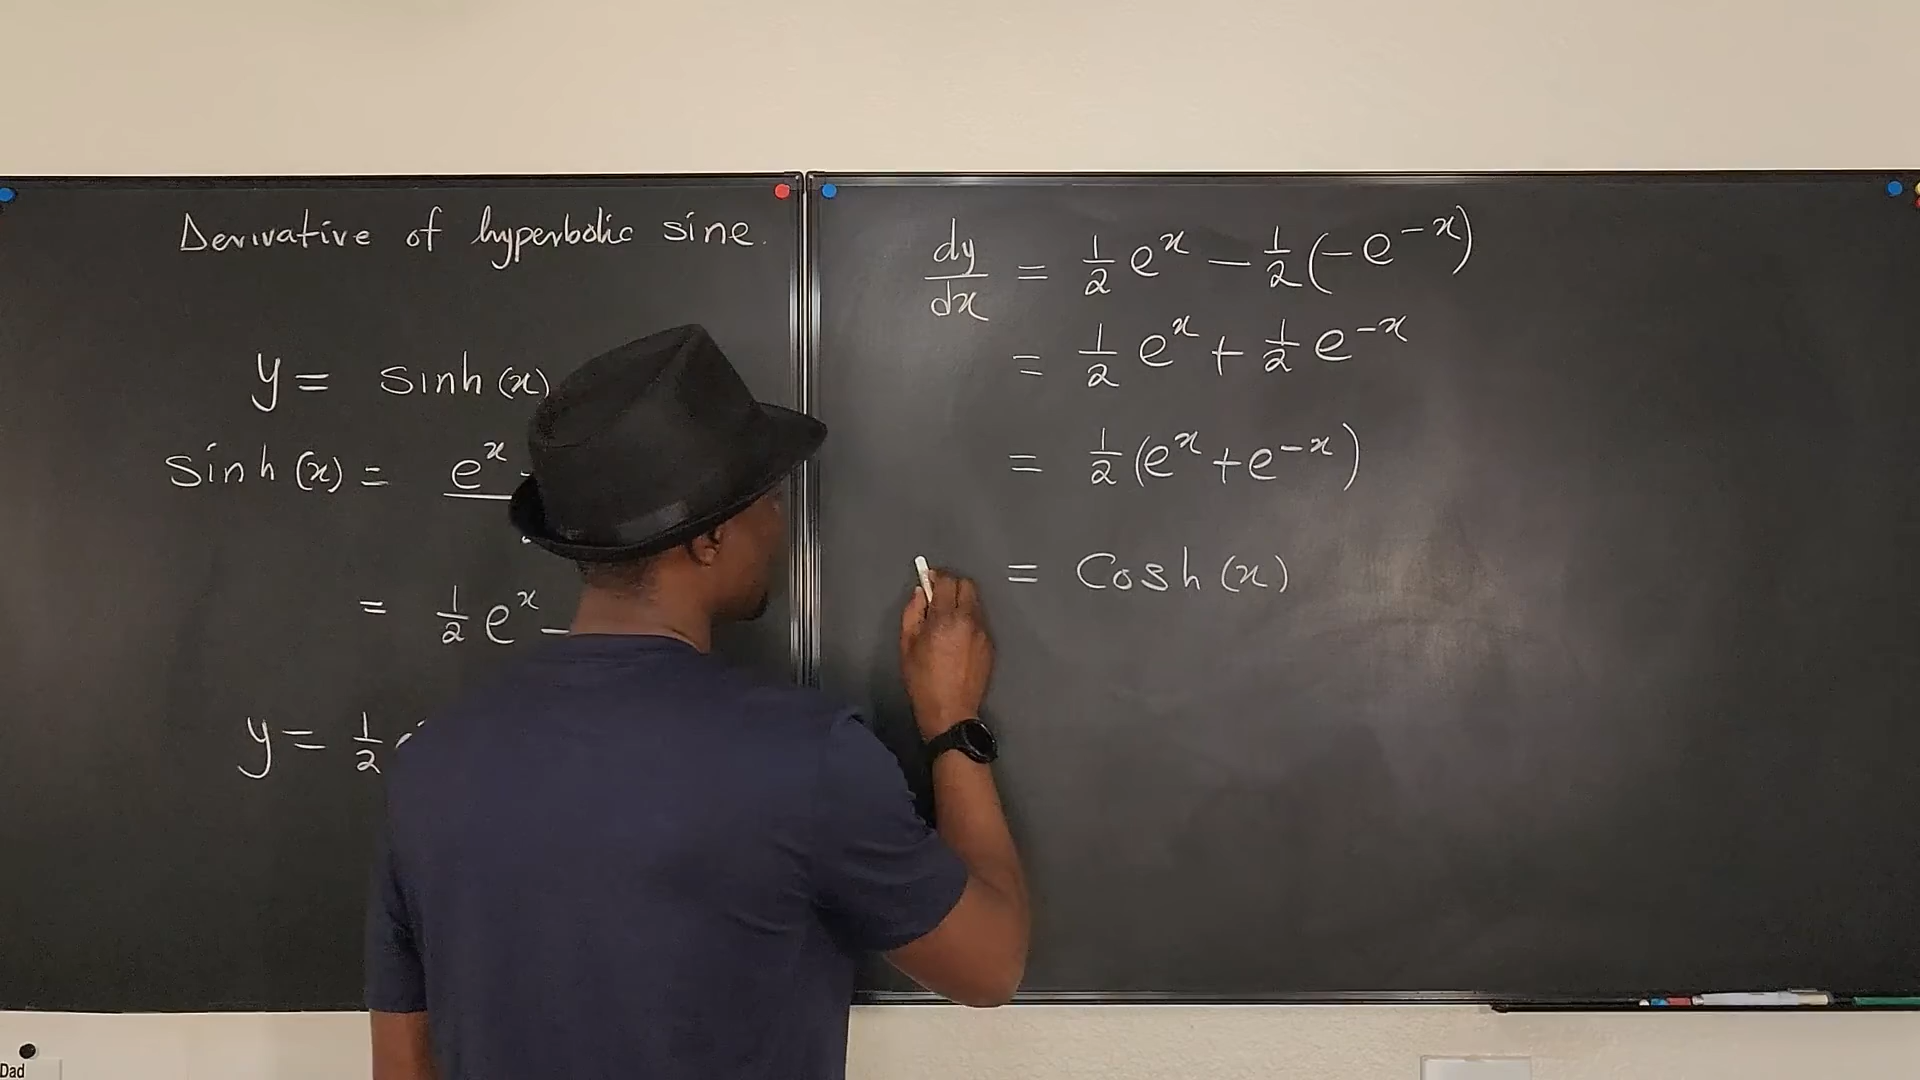 Derivative of hyperbolic sine.
y = sinh(x)
sinh(x) = e^x
= 1/2 e^x -
y = 1/2
dy/dx = 1/2 e^x - 1/2(-e^-x)
= 1/2 e^x + 1/2 e^-x
= 1/2(e^x + e^-x)
= Cosh(x)
Dad